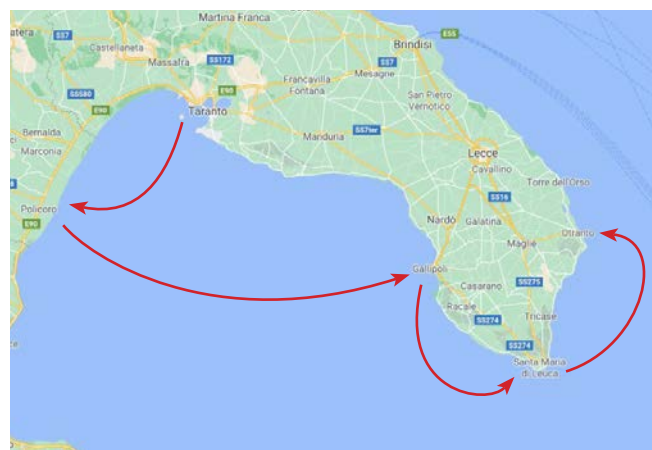 Martina Franca
atera
SS7
Castellaneta
Massafra
SS172
Brindisi
E55
SS7
Mesagne
Francavilla
Fontana
E90
SS580
E90
Taranto
San Pietro
Vernotico
Bernalda
Marconia
Manduria
SS7ter
Lecce
Cavallino
Torre dell'Orso
SS16
Policoro
E90
Nardò
Galatina
Maglie
Otranto
Gallipoli
Casarano
SS275
Racale
SS274
Tricase
SS274
Santa Maria
di Leuca